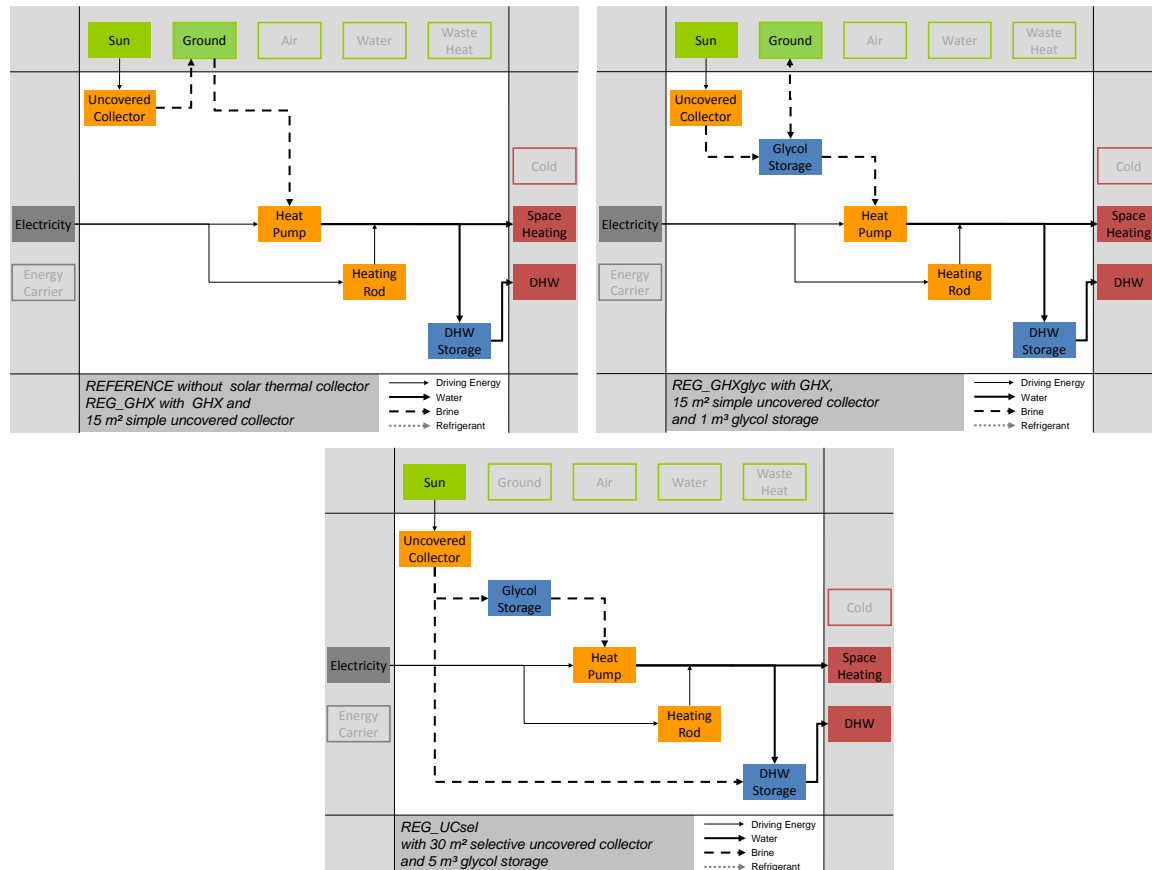 Sun
Ground
Air
Water
Waste
Heat
Uncovered
Collector
Cold
Electricity
Heat
Pump
Space
Heating
Energy
Carrier
Heating
Rod
DHW
DHW
Storage
REFERENCE without solar thermal collector
REG_GHX with GHX and
15 m² simple uncovered collector
Driving Energy
Water
Brine
Refrigerant
Sun
Ground
Air
Water
Waste
Heat
Uncovered
Collector
Glycol
Storage
Cold
Electricity
Heat
Pump
Space
Heating
Energy
Carrier
Heating
Rod
DHW
DHW
Storage
REG_GHXglyc with GHX,
15 m² simple uncovered collector
and 1 m³ glycol storage
Driving Energy
Water
Brine
Refrigerant
Sun
Ground
Air
Water
Waste
Heat
Uncovered
Collector
Glycol
Storage
Cold
Electricity
Heat
Pump
Space
Heating
Energy
Carrier
Heating
Rod
DHW
DHW
Storage
REG_UCsel
with 30 m² selective uncovered collector
and 5 m³ glycol storage
Driving Energy
Water
Brine
Refrigerant